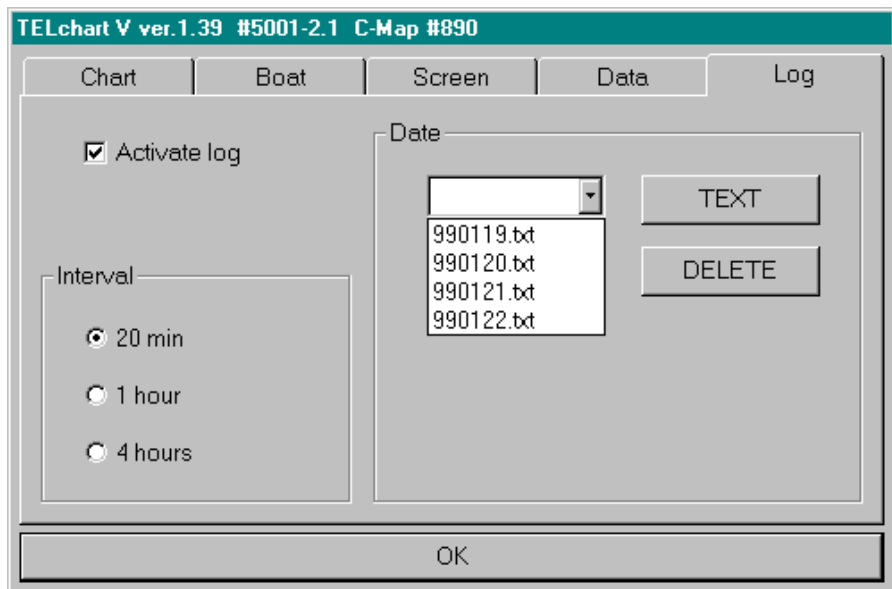 TELchart V ver.1.39 #5001-2.1 C-Map #890
Chart Boat Screen Data Log
Activate log
Date
TEXT
990119.txt
990120.txt
990121.txt
990122.txt
DELETE
Interval
20 min
1 hour
4 hours
OK